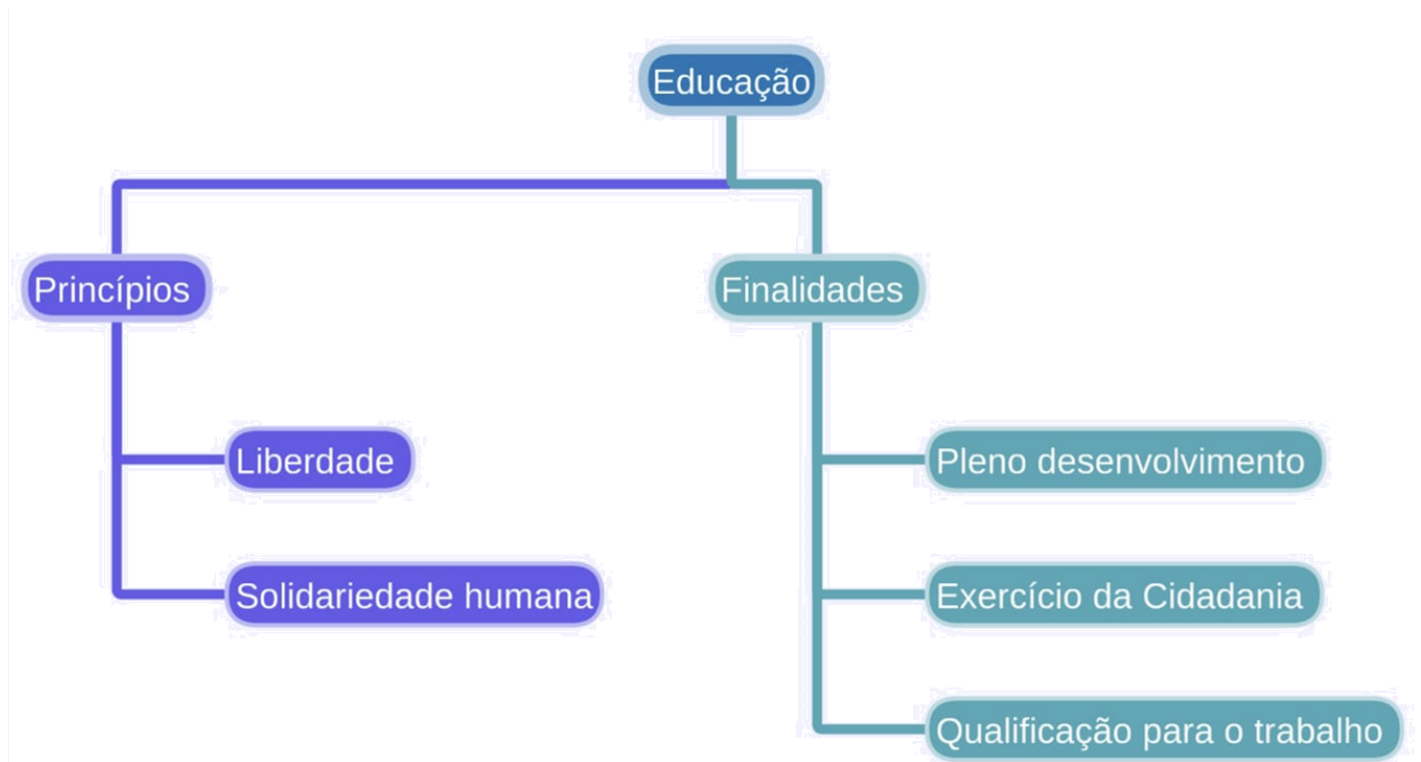 Educação
Princípios
Finalidades
Liberdade
Pleno desenvolvimento
Solidariedade humana
Exercício da Cidadania
Qualificação para o trabalho